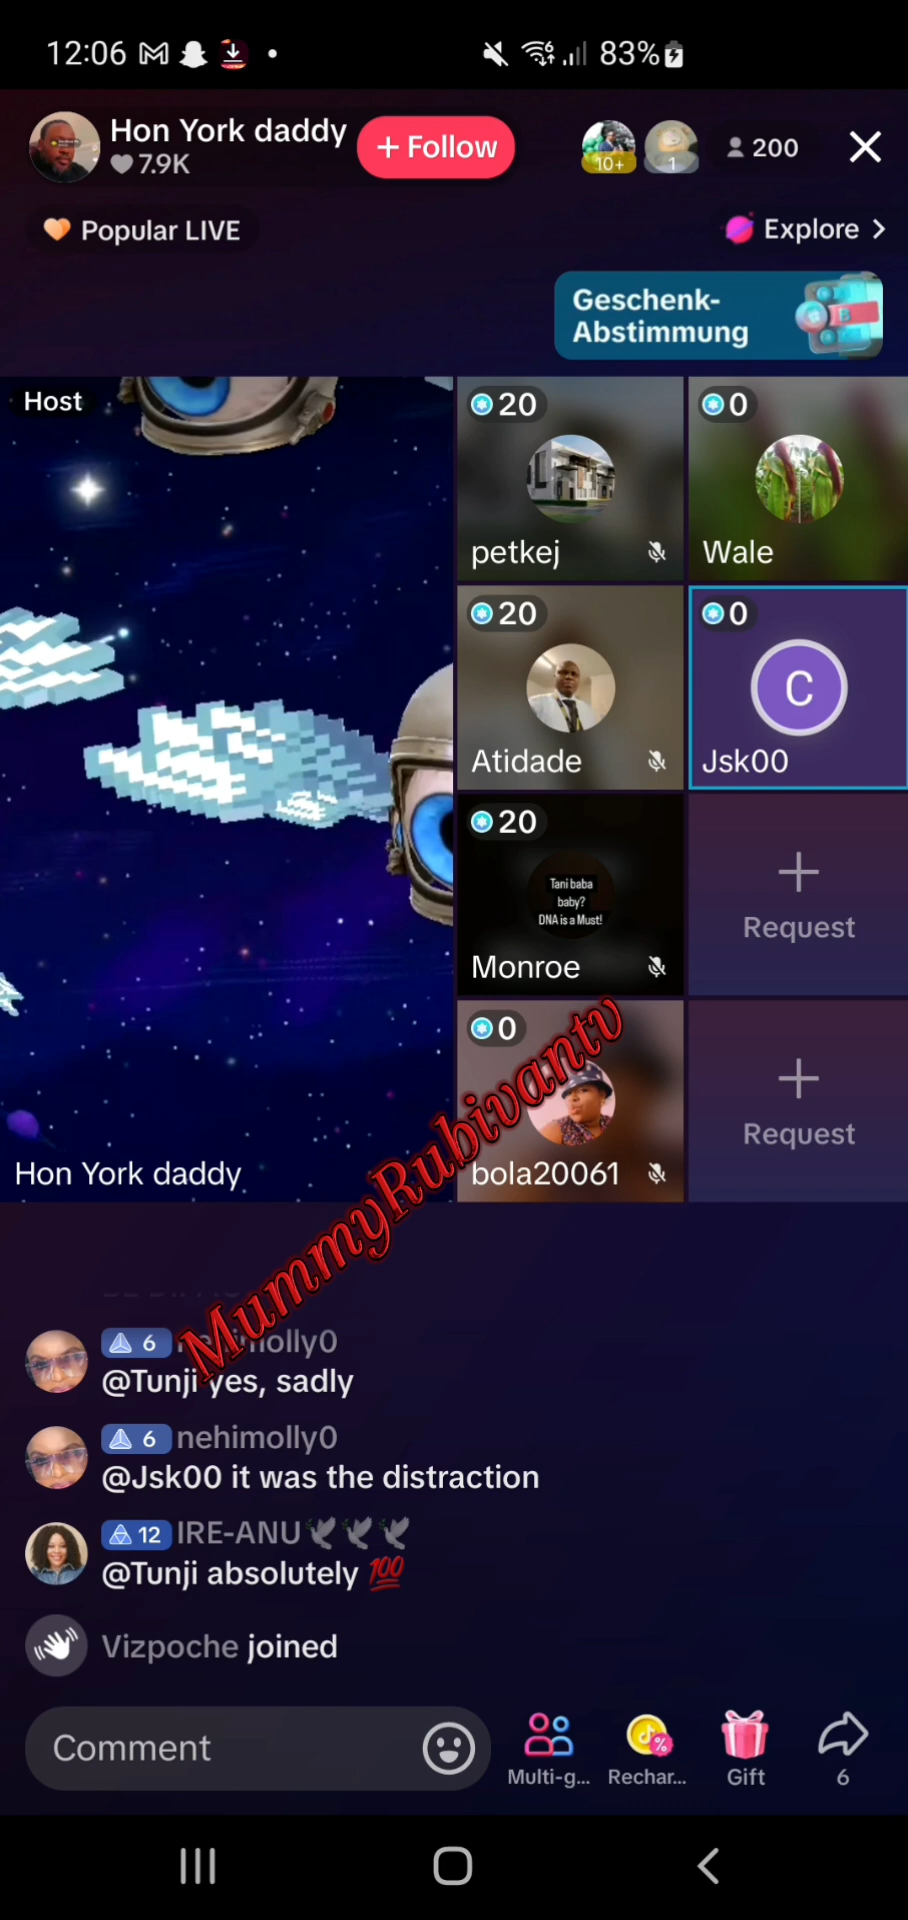 12:06
83%
Hon York daddy
7.9K
+ Follow
10+
1
200
Popular LIVE
Explore
Geschenk-
Abstimmung
Host
20
petkej
0
Wale
20
Atidade
0
C
Jsk00
20
Tani baba
baby?
DNA is a Must!
Monroe
Request
0
bola20061
Request
Hon York daddy
MummyRubivantv
6 nehimolly0
@Tunji yes, sadly
6 nehimolly0
@Jsk00 it was the distraction
12 IRE-ANU🕊🕊🕊
@Tunji absolutely 💯
Vizpoche joined
Comment
Multi-g...
Rechar...
Gift
6